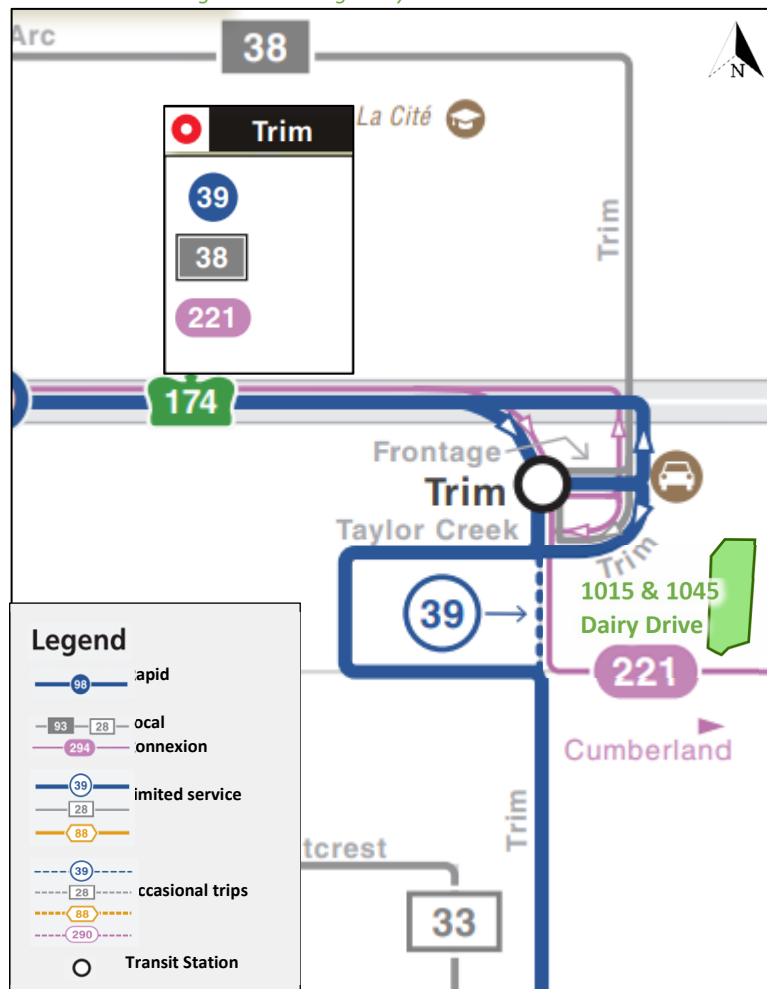 Arc
38
N
Trim
La Cité
39
38
221
Trim
174
Frontage
Trim
Taylor Creek
Trim
39
1015 & 1045
Dairy Drive
221
Cumberland
Trim
tcrest
33
Legend
98
apid
93
28
ocal
294
onnexion
39
imited service
28
88
39
28
ccasional trips
88
290
Transit Station